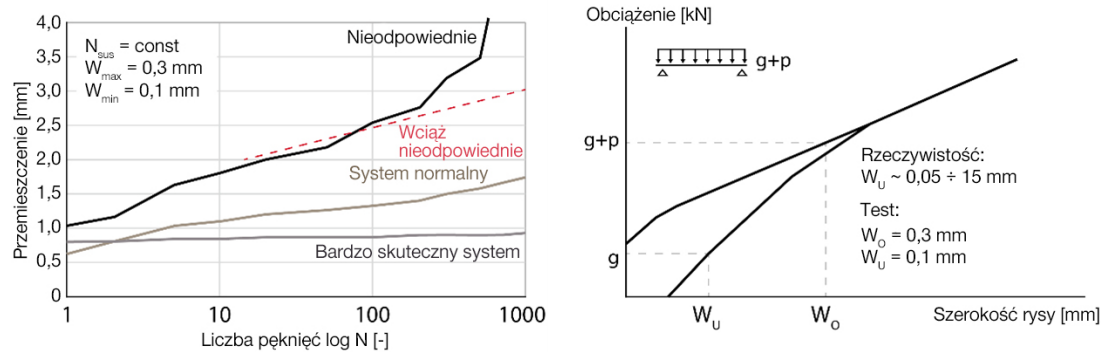 Przemieszczenie [mm]
4,0
3,5
3,0
2,5
2,0
1,5
1,0
0,5
0
N_sus = const
W_max = 0,3 mm
W_min = 0,1 mm
Nieodpowiednie
Wciąż
nieodpowiednie
System normalny
Bardzo skuteczny system
1 10 100 1000
Liczba pęknięć log N [-]
Obciążenie [kN]
g+p
g+p
g
Rzeczywistość:
W_U ~ 0,05 ÷ 15 mm
Test:
W_O = 0,3 mm
W_U = 0,1 mm
W_U W_O
Szerokość rysy [mm]